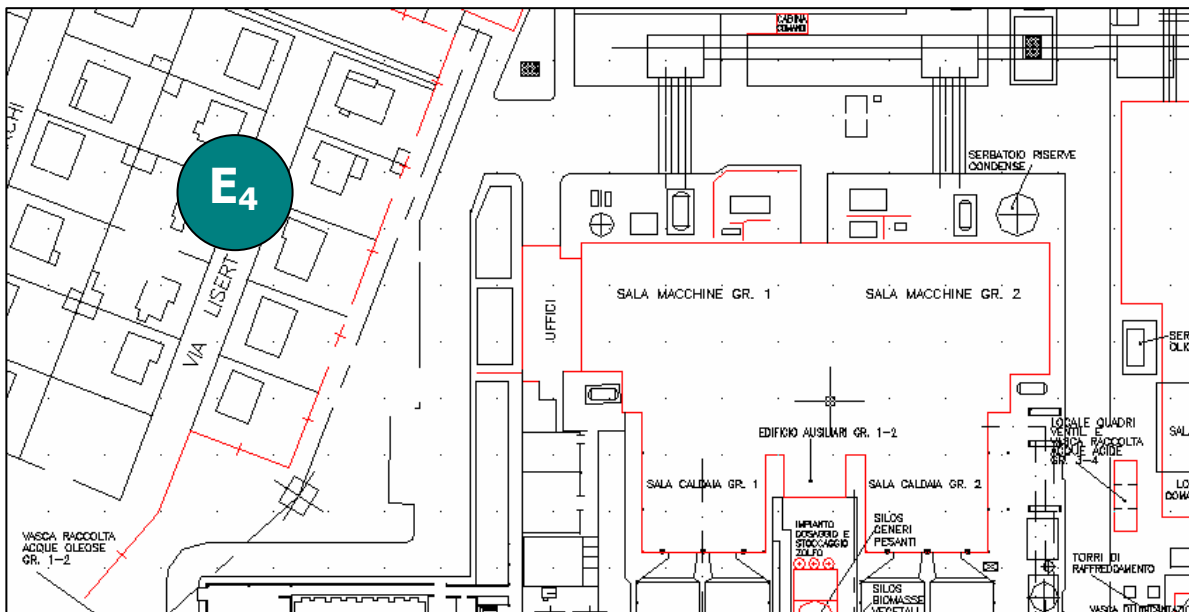 CABINA
COMANDI
SERBATOIO RISERVE
CONDENSE
E4
VIA LISERT
UFFICI
SALA MACCHINE GR. 1
SALA MACCHINE GR. 2
EDIFICIO AUSILIARI GR. 1-2
LOCALE QUADRI
VENTIL E
VASCA RACCOLTA
ACQUE ACIDE
GR. 3-4
SALA CALDAIA GR. 1
SALA CALDAIA GR. 2
IMPIANTO
DOSAGGIO E
STOCCAGGIO
ZOLFO
SILOS
CENERI
PESANTI
VASCA RACCOLTA
ACQUE OLEOSE
GR. 1-2
TORRI DI
RAFFREDDAMENTO
SILOS
BIOMASSE
VEGETALI